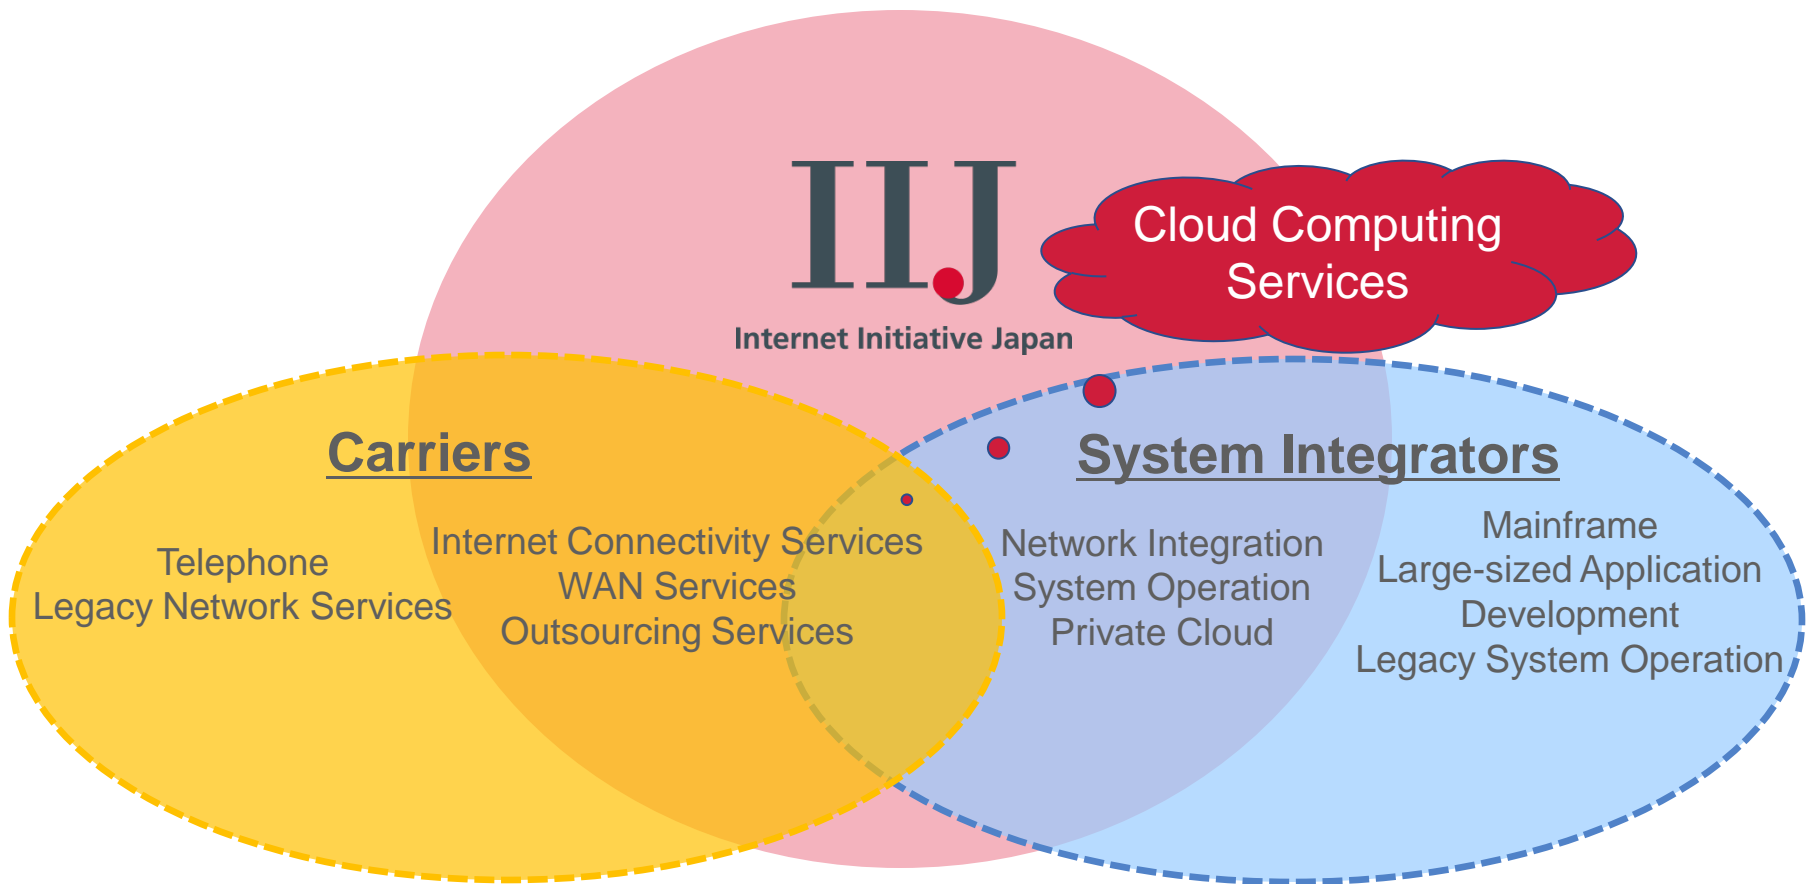 IIJ
Internet Initiative Japan
Cloud Computing
Services
Carriers
Telephone
Legacy Network Services
Internet Connectivity Services
WAN Services
Outsourcing Services
System Integrators
Network Integration
System Operation
Private Cloud
Mainframe
Large-sized Application
Development
Legacy System Operation